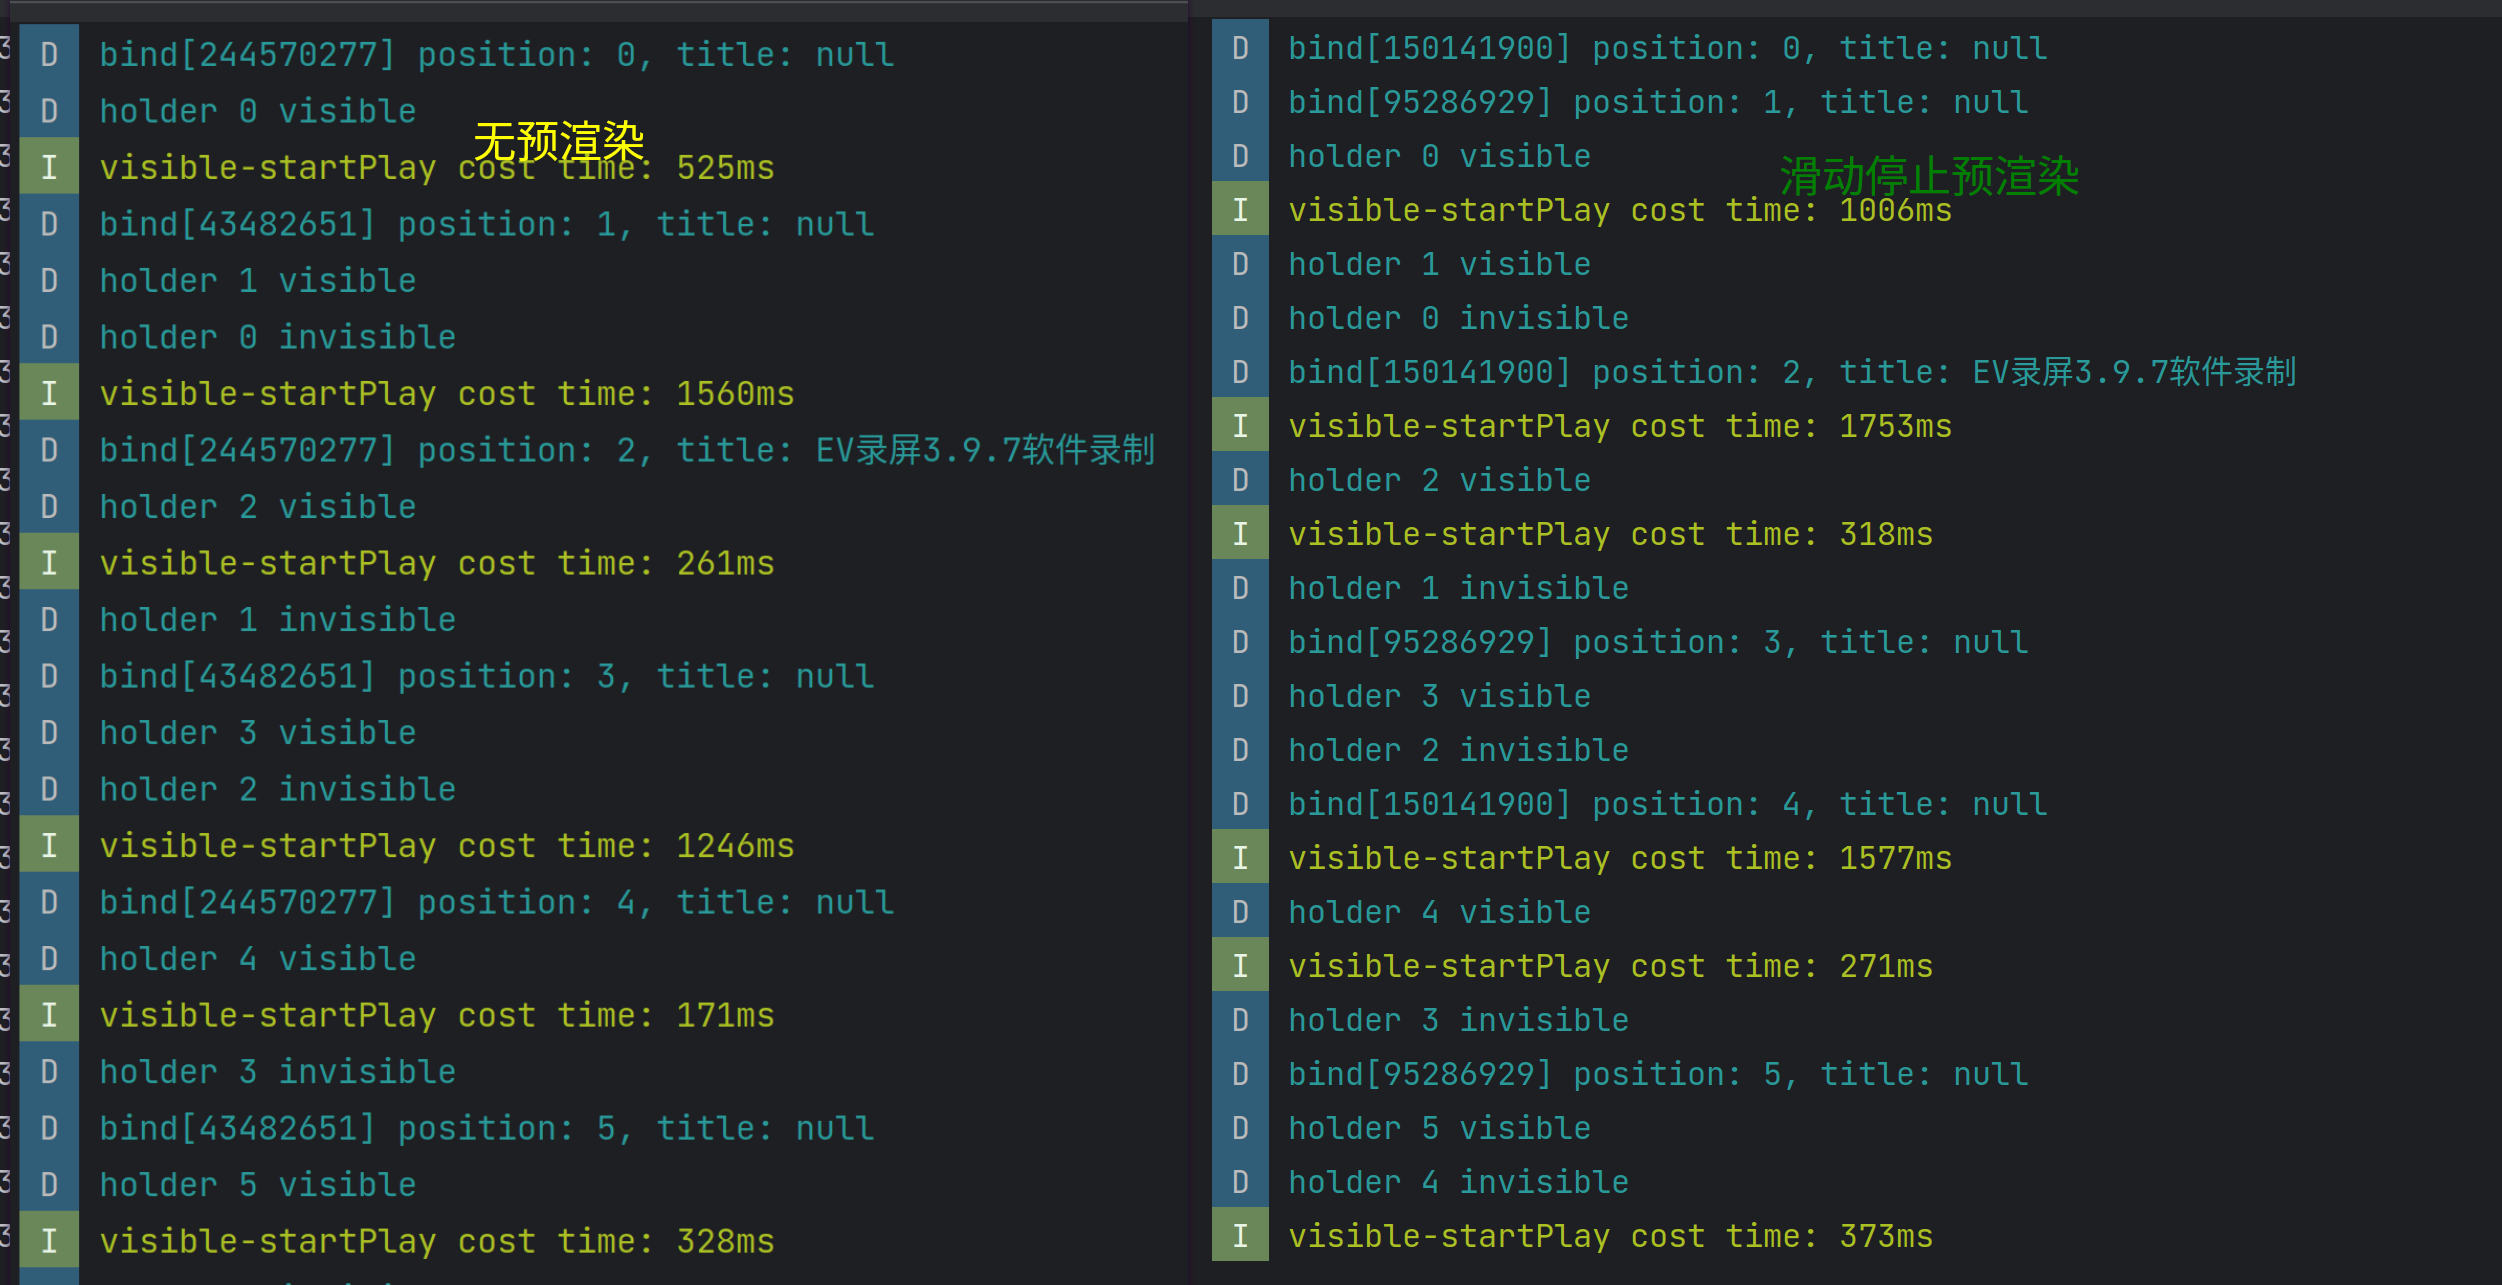 D bind[244570277] position: 0, title: null
D holder 0 visible
无预渲染
I visible-startPlay cost time: 525ms
D bind[43482651] position: 1, title: null
D holder 1 visible
D holder 0 invisible
I visible-startPlay cost time: 1560ms
D bind[244570277] position: 2, title: EV录屏3.9.7软件录制
D holder 2 visible
I visible-startPlay cost time: 261ms
D holder 1 invisible
D bind[43482651] position: 3, title: null
D holder 3 visible
D holder 2 invisible
I visible-startPlay cost time: 1246ms
D bind[244570277] position: 4, title: null
D holder 4 visible
I visible-startPlay cost time: 171ms
D holder 3 invisible
D bind[43482651] position: 5, title: null
D holder 5 visible
I visible-startPlay cost time: 328ms
D bind[150141900] position: 0, title: null
D bind[95286929] position: 1, title: null
D holder 0 visible
滑动停止预渲染
I visible-startPlay cost time: 1006ms
D holder 1 visible
D holder 0 invisible
D bind[150141900] position: 2, title: EV录屏3.9.7软件录制
I visible-startPlay cost time: 1753ms
D holder 2 visible
I visible-startPlay cost time: 318ms
D holder 1 invisible
D bind[95286929] position: 3, title: null
D holder 3 visible
D holder 2 invisible
D bind[150141900] position: 4, title: null
I visible-startPlay cost time: 1577ms
D holder 4 visible
I visible-startPlay cost time: 271ms
D holder 3 invisible
D bind[95286929] position: 5, title: null
D holder 5 visible
D holder 4 invisible
I visible-startPlay cost time: 373ms